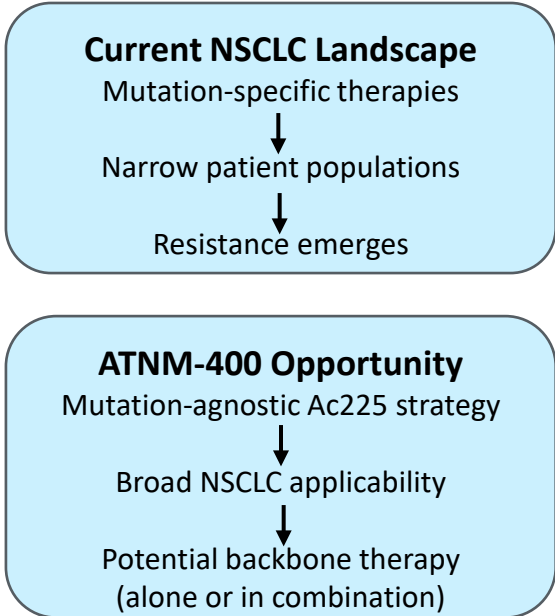 Current NSCLC Landscape
Mutation-specific therapies
Narrow patient populations
Resistance emerges
ATNM-400 Opportunity
Mutation-agnostic Ac225 strategy
Broad NSCLC applicability
Potential backbone therapy
(alone or in combination)